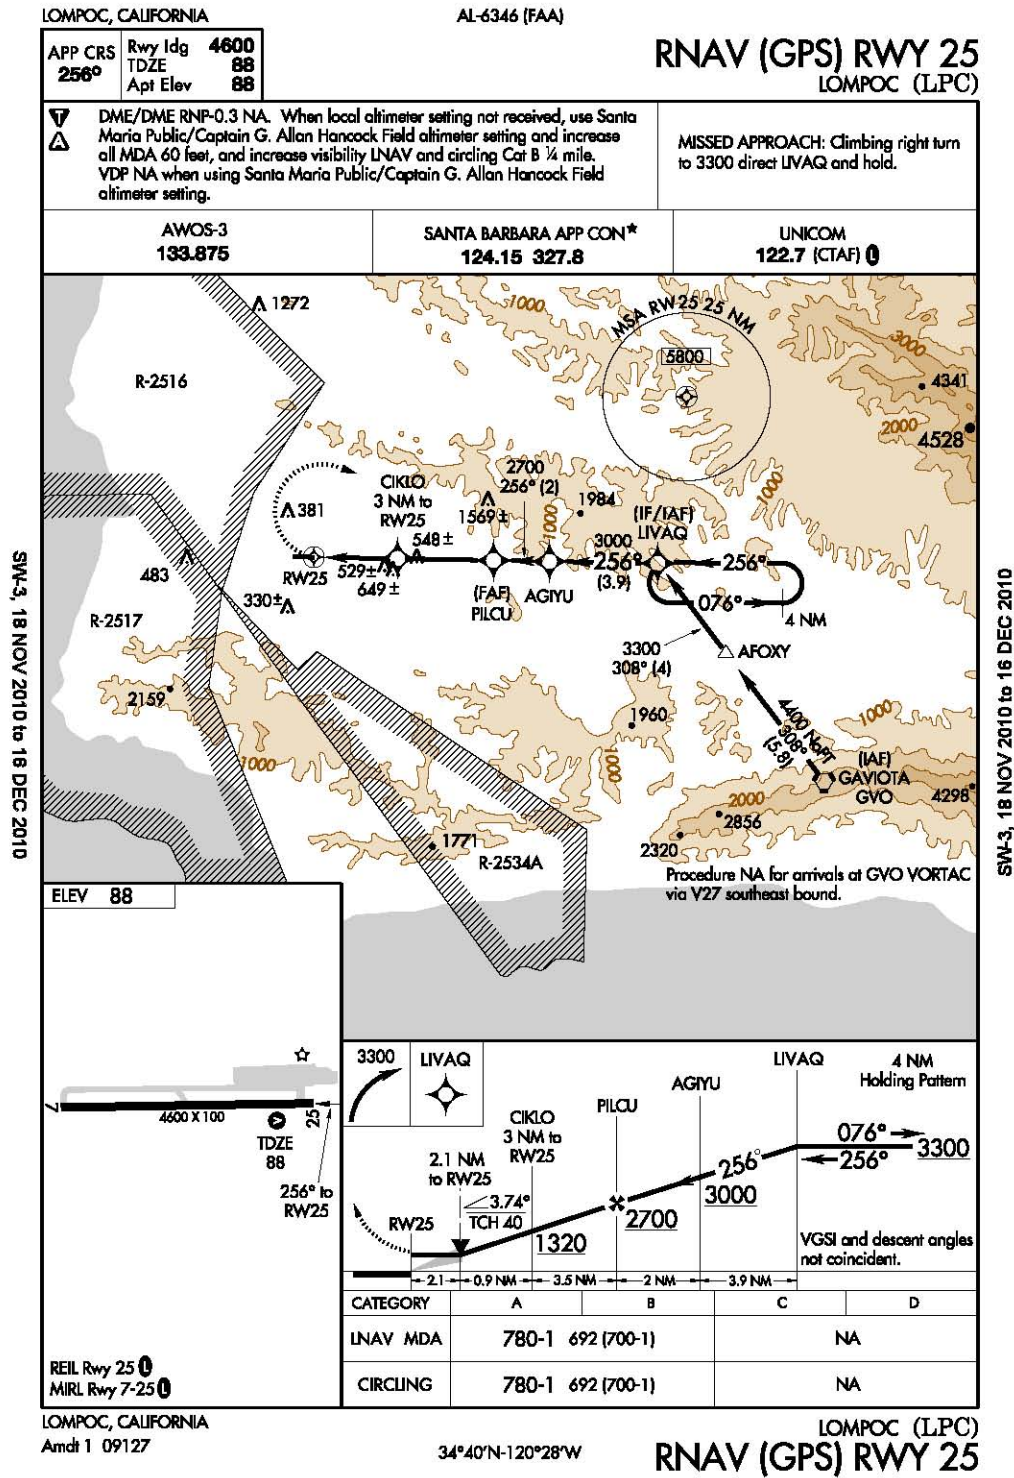 LOMPOC, CALIFORNIA
AL-6346 (FAA)
APP CRS
256°
Rwy ldg 4600
TDZE 88
Apt Elev 88
RNAV (GPS) RWY 25
LOMPOC (LPC)
T
A
DME/DME RNP-0.3 NA. When local altimeter setting not received, use Santa
Maria Public/Captain G. Allan Hancock Field altimeter setting and increase
all MDA 60 feet, and increase visibility LNAV and circling Cat B ¼ mile.
VDP NA when using Santa Maria Public/Captain G. Allan Hancock Field
altimeter setting.
MISSED APPROACH: Climbing right turn
to 3300 direct LIVAQ and hold.
AWOS-3
133.875
SANTA BARBARA APP CON★
124.15 327.8
UNICOM
122.7 (CTAF) L
1272
1000
MSA RW25 25 NM
5800
3000
4341
2000
4528
R-2516
1000
381
CIKLO
3 NM to
RW25
2700
256° (2)
1569±
1000
1984
(IF/IAF)
LIVAQ
548±
3000
256°
(3.9)
256°
RW25
529±
649±
(FAF)
PILCU
AGIYU
076°
4 NM
483
330±
R-2517
3300
308° (4)
AFOXY
2159
1960
4400 NoPT
308°
(5.8)
1000
1000
1000
(IAF)
GAVIOTA
GVO
2000
4298
2856
2320
1771
R-2534A
Procedure NA for arrivals at GVO VORTAC
via V27 southeast bound.
SW-3, 18 NOV 2010 to 16 DEC 2010
SW-3, 18 NOV 2010 to 16 DEC 2010
ELEV 88
7
4600 X 100
25
V
TDZE
88
256° to
RW25
REIL Rwy 25 L
MIRL Rwy 7-25 L
3300
LIVAQ
LIVAQ
4 NM
Holding Pattern
AGIYU
PILCU
CIKLO
3 NM to
RW25
2.1 NM
to RW25
076°
256°
3300
256°
3000
3.74°
TCH 40
2700
RW25
1320
VGSI and descent angles
not coincident.
2.1
0.9 NM
3.5 NM
2 NM
3.9 NM
CATEGORY A B C D
LNAV MDA 780-1 692 (700-1) NA
CIRCLING 780-1 692 (700-1) NA
LOMPOC, CALIFORNIA
Amdt 1 09127
34°40'N-120°28'W
LOMPOC (LPC)
RNAV (GPS) RWY 25